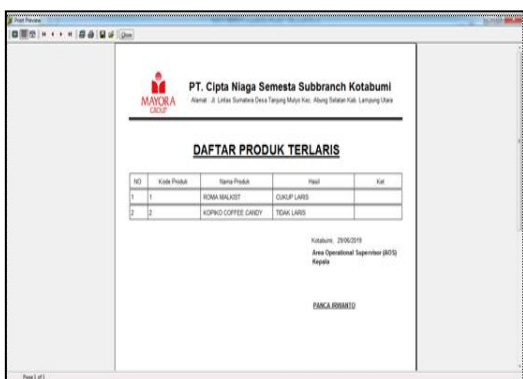 Print Preview
Close
MAYORA
GROUP
PT. Cipta Niaga Semesta Subbranch Kotabumi
Alamat : Jl. Lintas Sumatera Desa Tanjung Mulyo Kec. Abung Selatan Kab. Lampung Utara
DAFTAR PRODUK TERLARIS
NO Kode Produk Nama Produk Hasil Ket
1 1 ROMA MALKIST CUKUP LARIS
2 2 KOPIKO COFFEE CANDY TIDAK LARIS
Kotabumi, 29/06/2019
Area Operational Supervisor (AOS)
Kepala
PANCA IRWANTO
Page 1 of 1